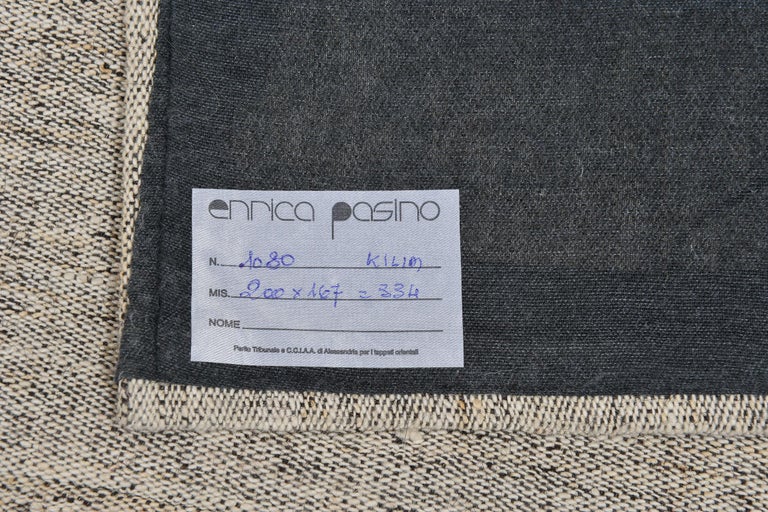 enrica pasino
N. 1080 KILIM
MIS. 200 x 167 = 334
NOME
Perito Tribunale e C.C.I.A.A. di Alessandria per i tappeti orientali